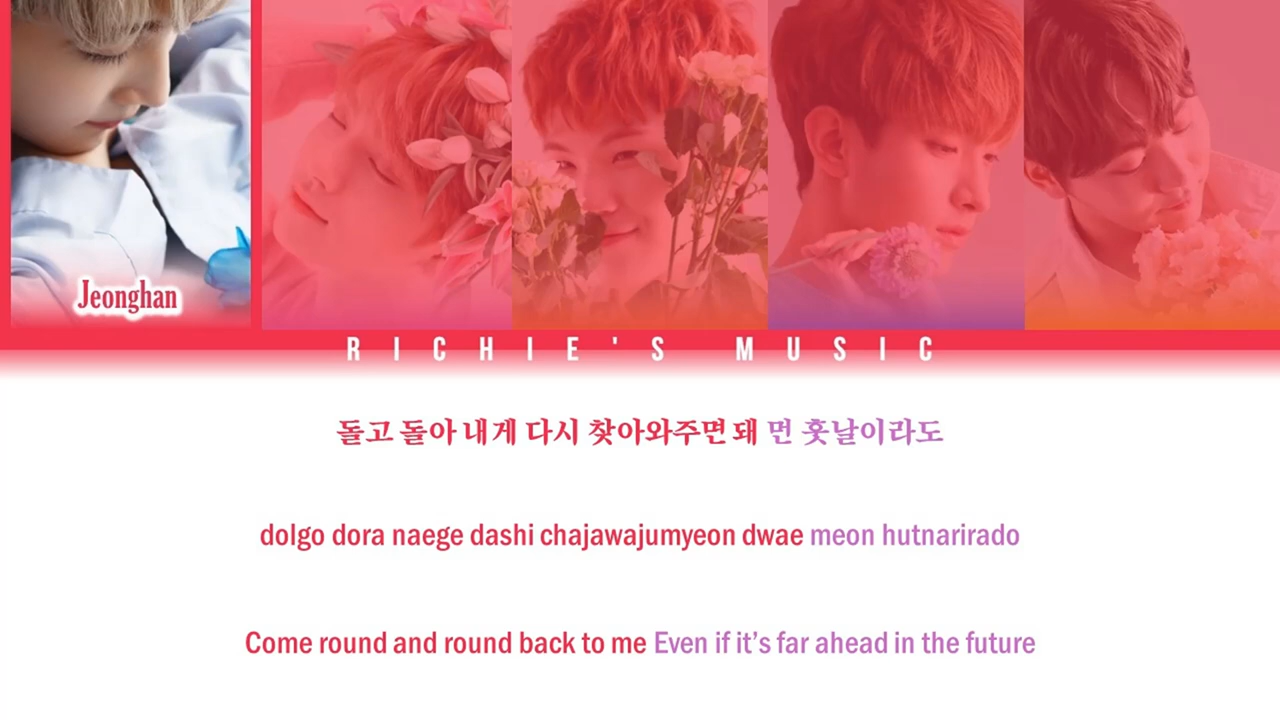 Jeonghan
RICHIE'S MUSIC
돌고 돌아 내게 다시 찾아와주면 돼 먼 훗날이라도
dolgo dora naege dashi chajawajumyeon dwae meon hutnarirado
Come round and round back to me Even if it’s far ahead in the future